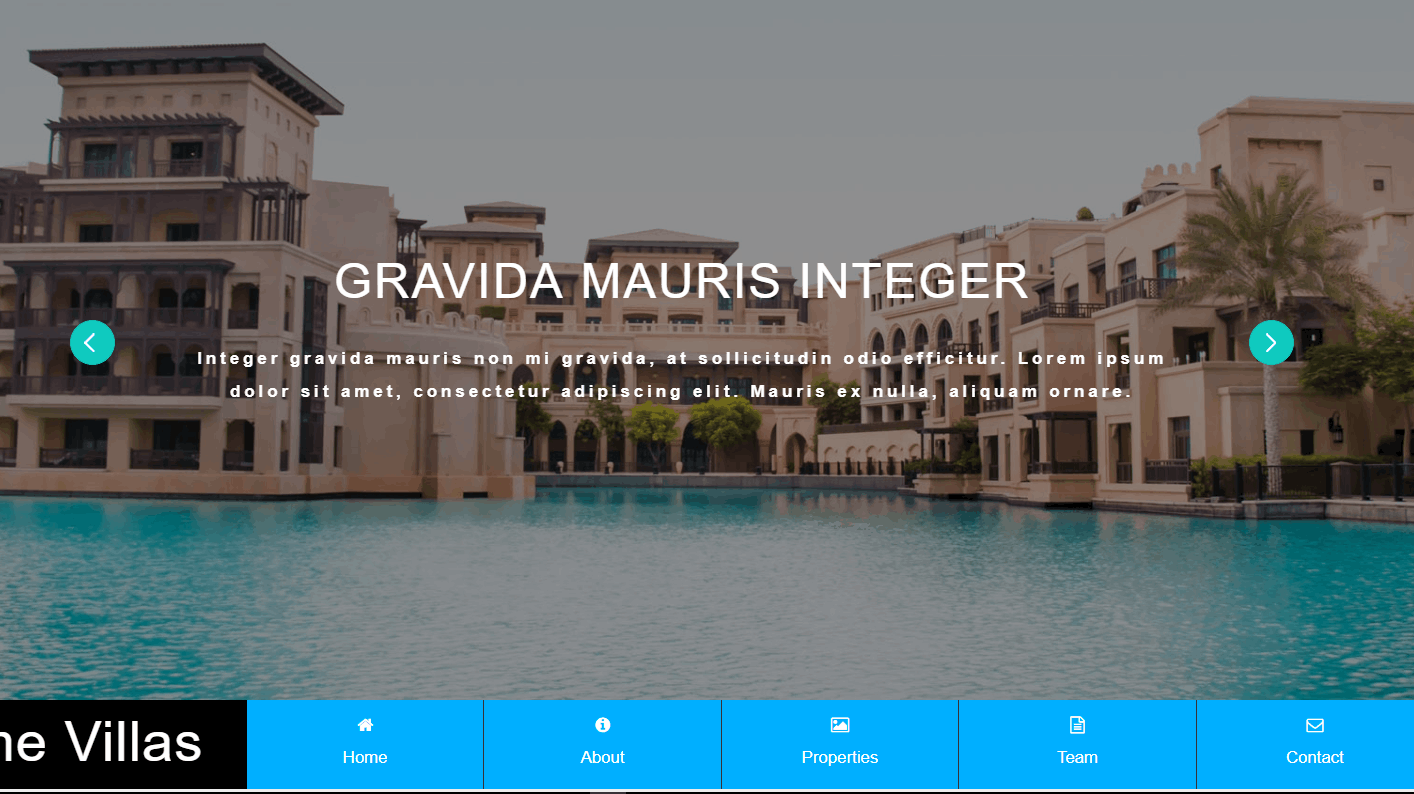 GRAVIDA MAURIS INTEGER
Integer gravida mauris non mi gravida, at sollicitudin odio efficitur. Lorem ipsum
dolor sit amet, consectetur adipiscing elit. Mauris ex nulla, aliquam ornare.
Villas
Home
About
Properties
Team
Contact